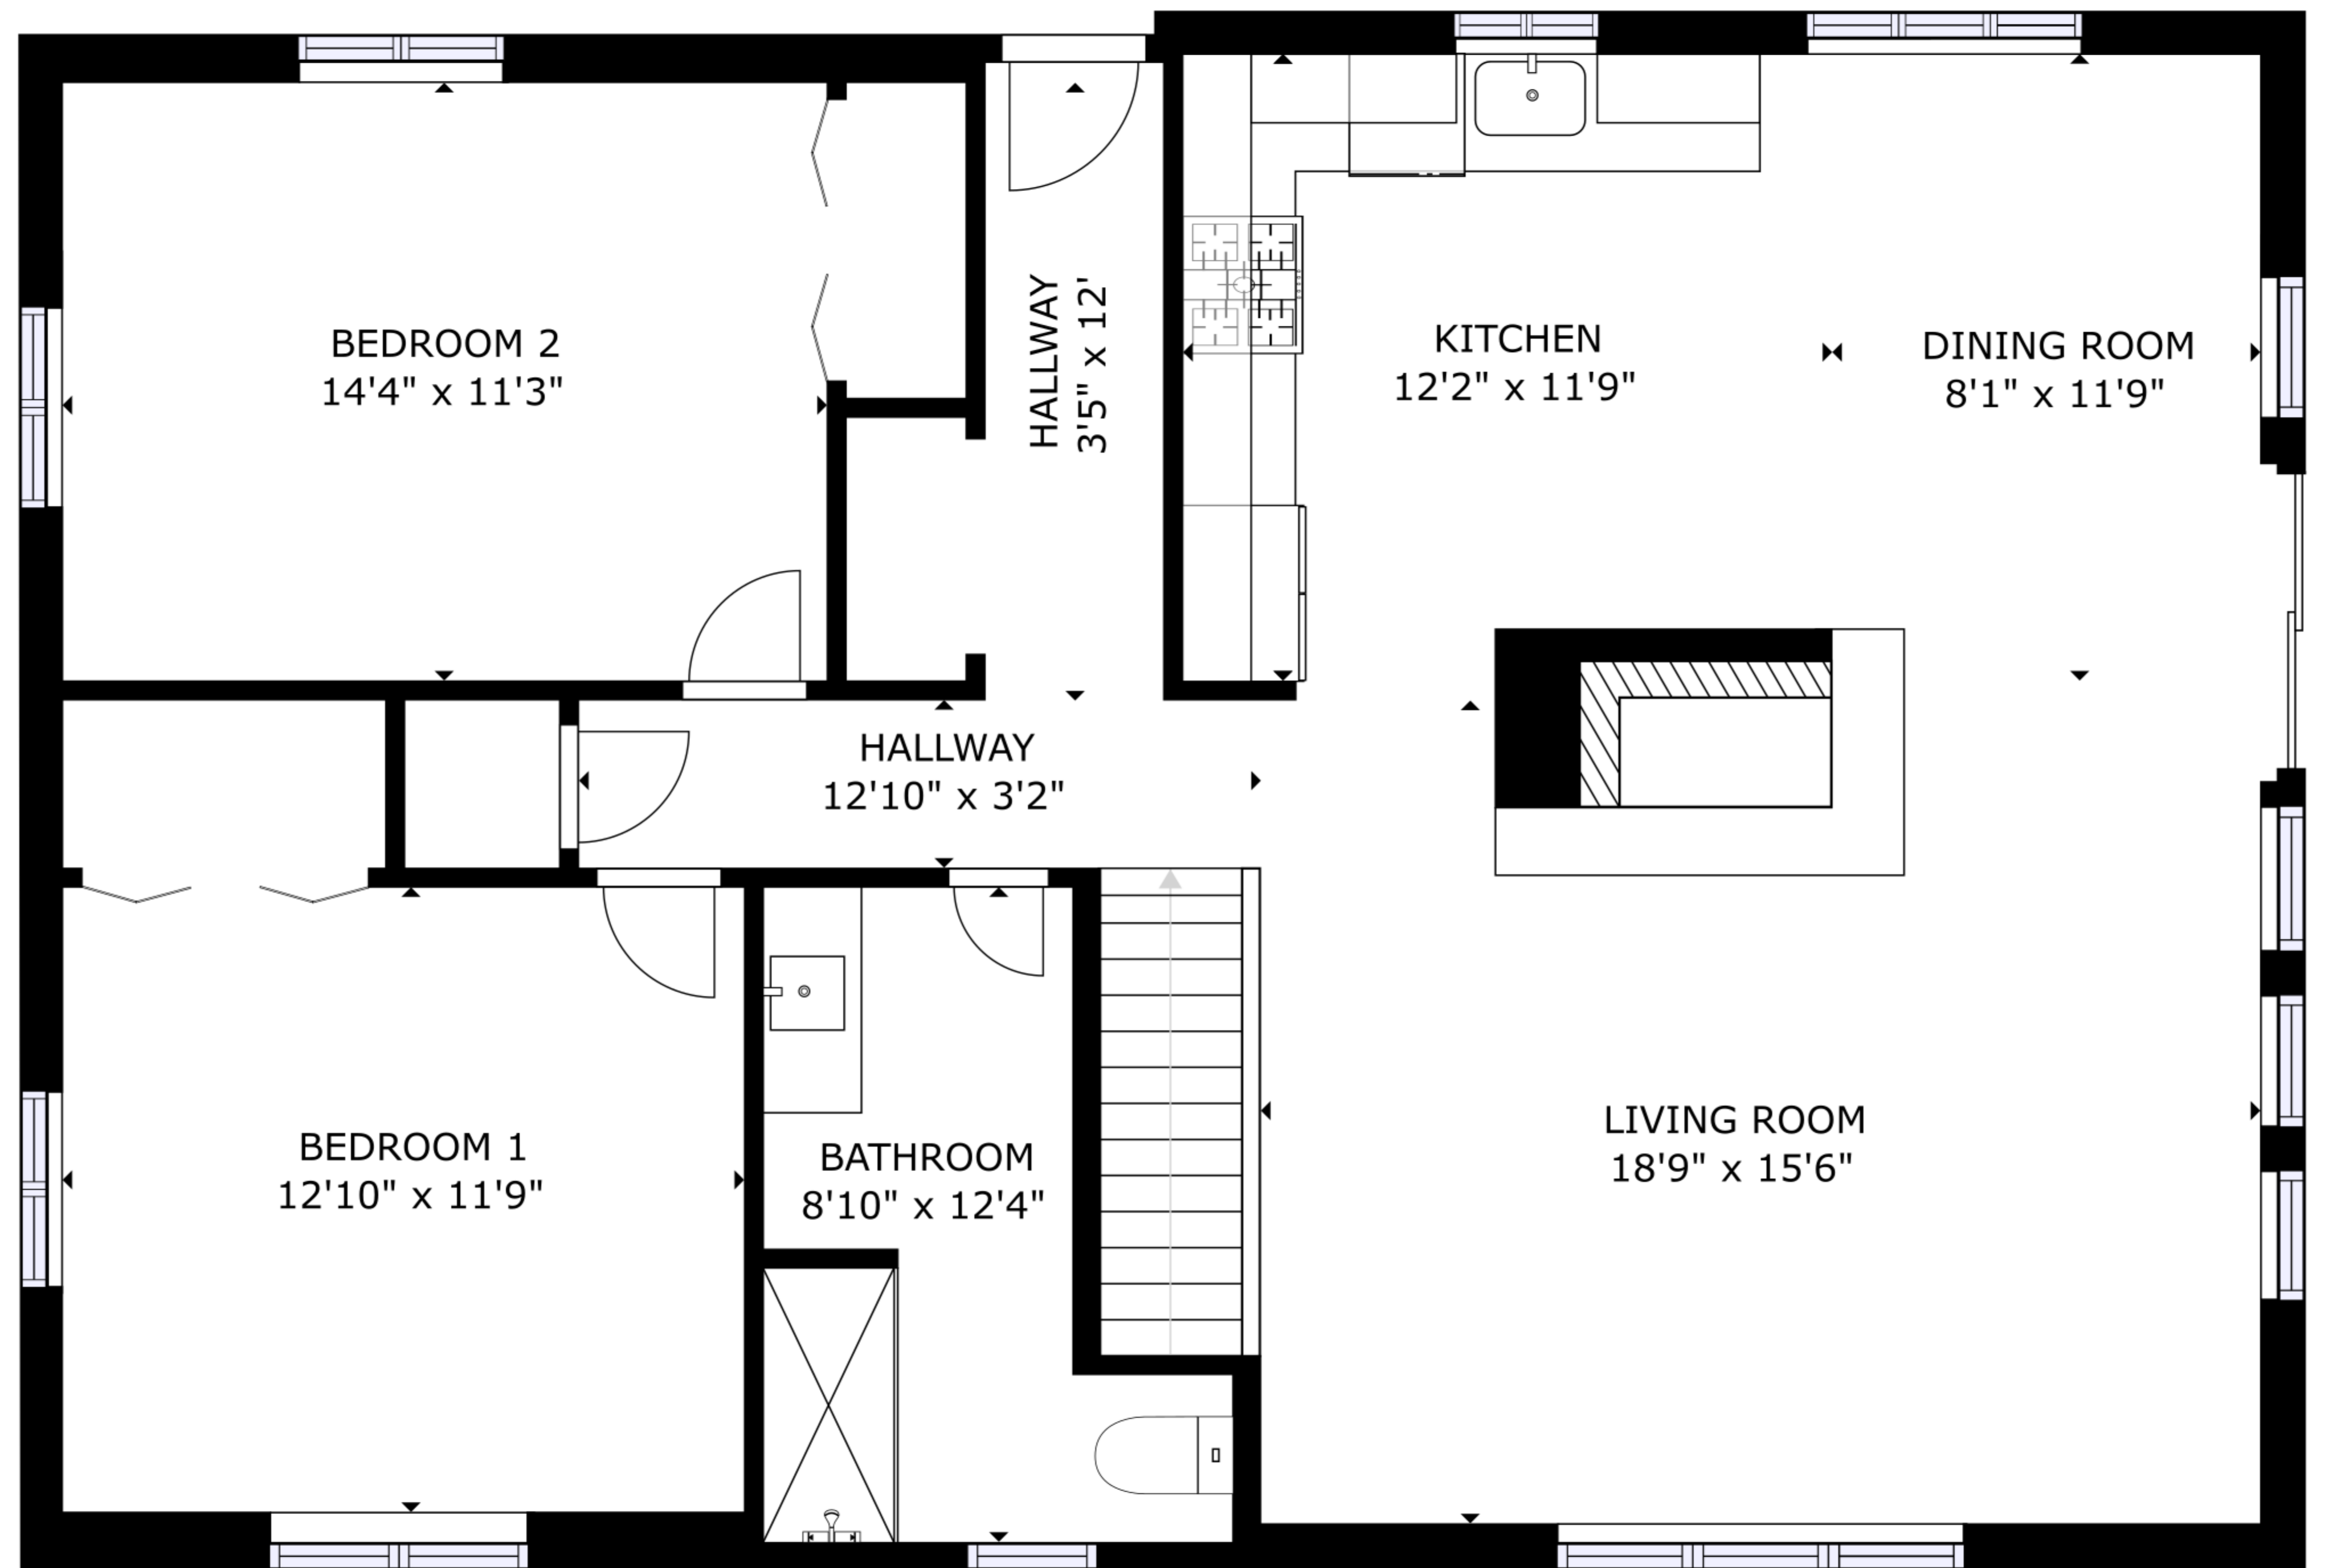 BEDROOM 2
14'4" x 11'3"
HALLWAY
3'5" x 12'
KITCHEN
12'2" x 11'9"
DINING ROOM
8'1" x 11'9"
HALLWAY
12'10" x 3'2"
BEDROOM 1
12'10" x 11'9"
BATHROOM
8'10" x 12'4"
LIVING ROOM
18'9" x 15'6"